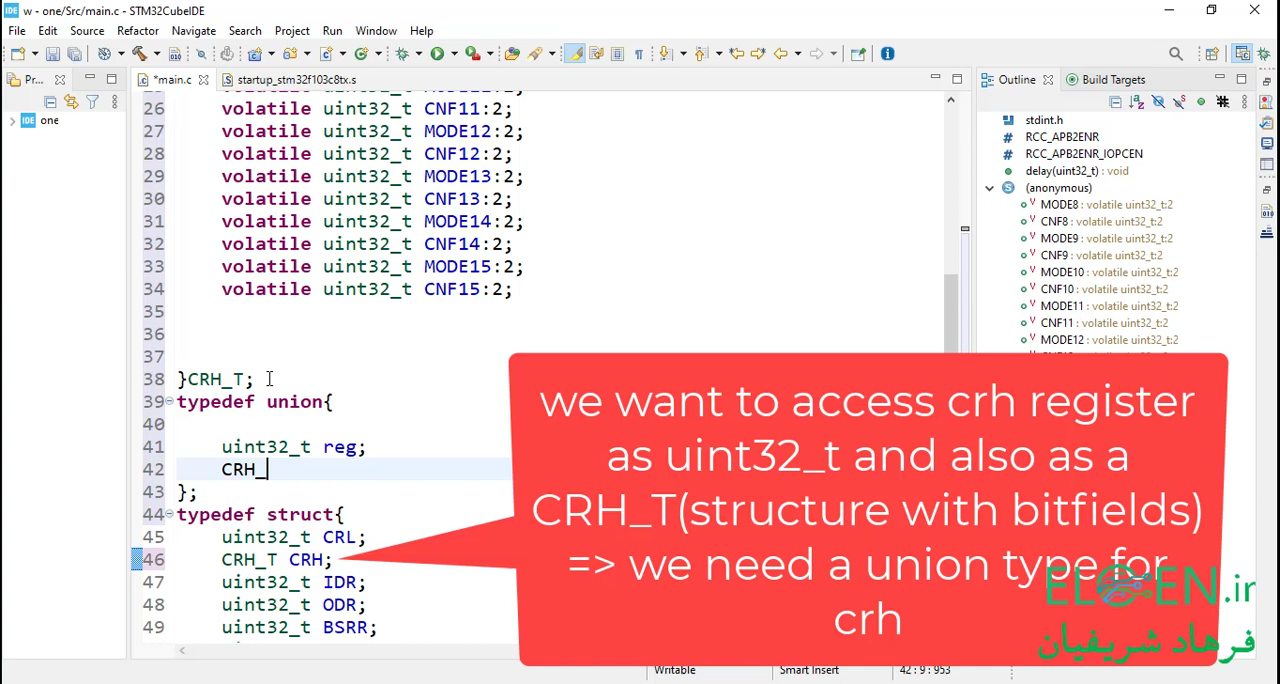 w - one/Src/main.c - STM32CubeIDE
File Edit Source Refactor Navigate Search Project Run Window Help
Pr...
*main.c
startup_stm32f103c8tx.s
Outline
Build Targets
one
26 volatile uint32_t CNF11:2;
27 volatile uint32_t MODE12:2;
28 volatile uint32_t CNF12:2;
29 volatile uint32_t MODE13:2;
30 volatile uint32_t CNF13:2;
31 volatile uint32_t MODE14:2;
32 volatile uint32_t CNF14:2;
33 volatile uint32_t MODE15:2;
34 volatile uint32_t CNF15:2;
35
36
37
38 }CRH_T;
39 typedef union{
40
41 uint32_t reg;
42 CRH_
43 };
44 typedef struct{
45 uint32_t CRL;
46 CRH_T CRH;
47 uint32_t IDR;
48 uint32_t ODR;
49 uint32_t BSRR;
stdint.h
RCC_APB2ENR
RCC_APB2ENR_IOPCEN
delay(uint32_t) : void
(anonymous)
MODE8 : volatile uint32_t:2
CNF8 : volatile uint32_t:2
MODE9 : volatile uint32_t:2
CNF9 : volatile uint32_t:2
MODE10 : volatile uint32_t:2
CNF10 : volatile uint32_t:2
MODE11 : volatile uint32_t:2
CNF11 : volatile uint32_t:2
MODE12 : volatile uint32_t:2
we want to access crh register
as uint32_t and also as a
CRH_T(structure with bitfields)
=> we need a union type for
crh
فرهاد شریفیان
Writable
Smart Insert
42 : 9 : 953